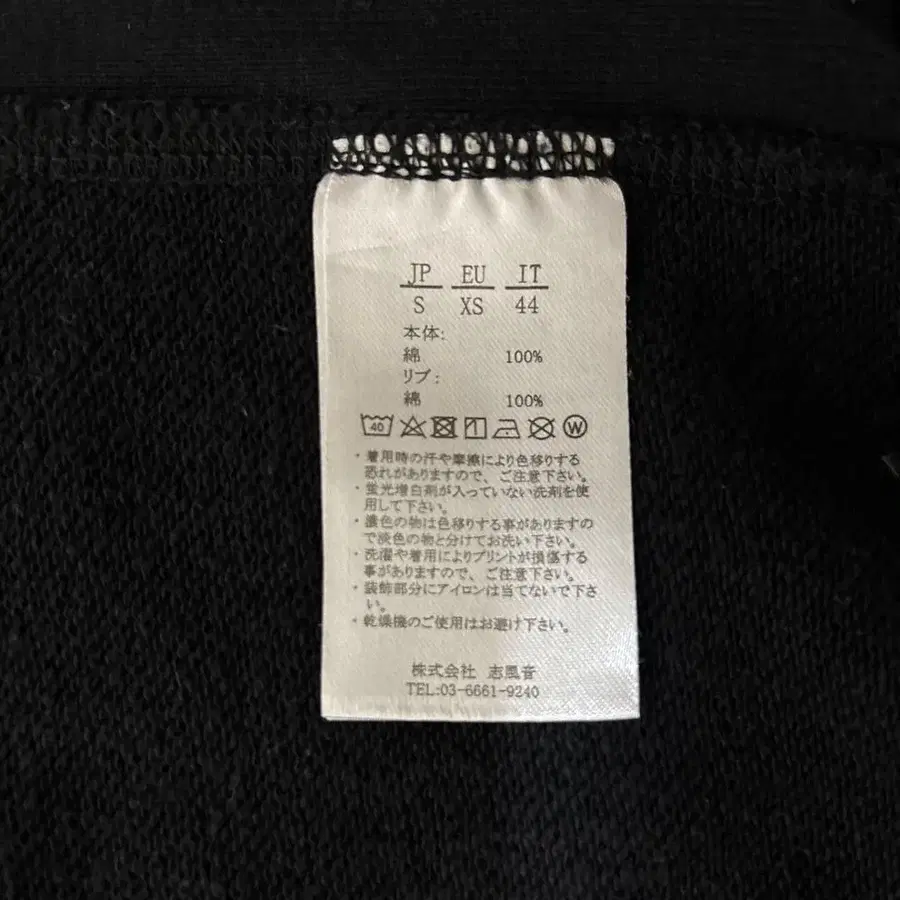 JP EU IT
S XS 44
本体:
綿 100%
リブ:
綿 100%
40 W
・着用時の汗や摩擦により色移りする
恐れがありますので、ご注意下さい。
・蛍光増白剤が入っていない洗剤を使
用して下さい。
・濃色の物は色移りする事がありますの
で淡色の物と分けてお洗い下さい。
・洗濯や着用によりプリントが損傷する
事がありますので、ご注意下さい。
・装飾部分にアイロンは当てないで下さ
い。
・乾燥機のご使用はお避け下さい。
株式会社 志風音
TEL:03-6661-9240